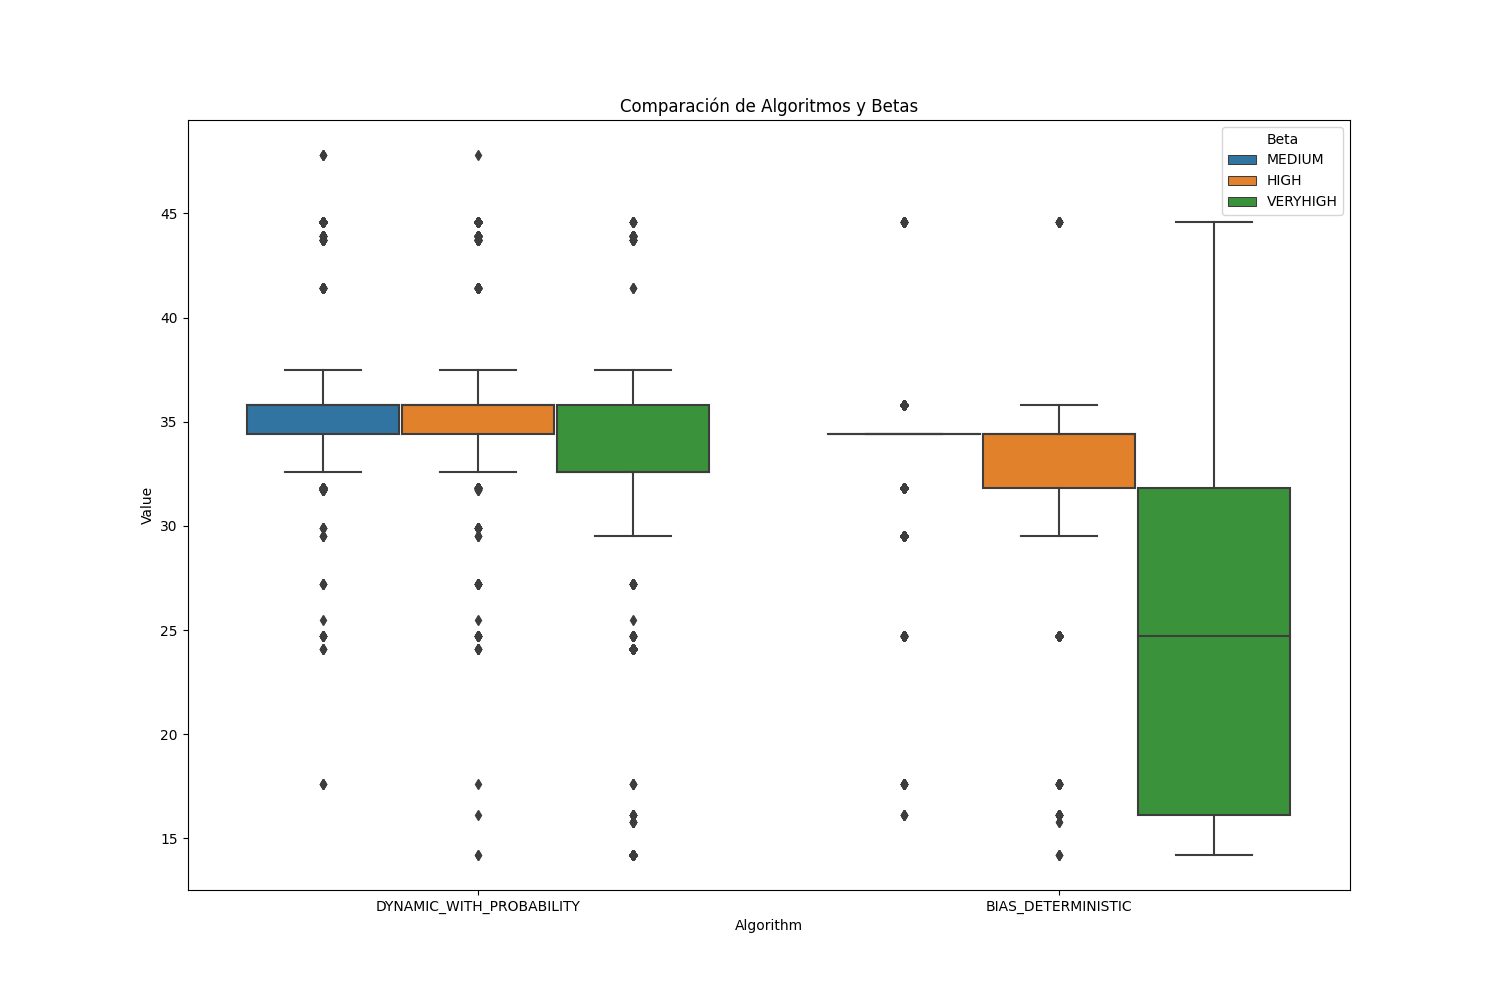 Comparación de Algoritmos y Betas
Beta
MEDIUM
HIGH
VERYHIGH
Value
45
40
35
30
25
20
15
DYNAMIC_WITH_PROBABILITY
BIAS_DETERMINISTIC
Algorithm